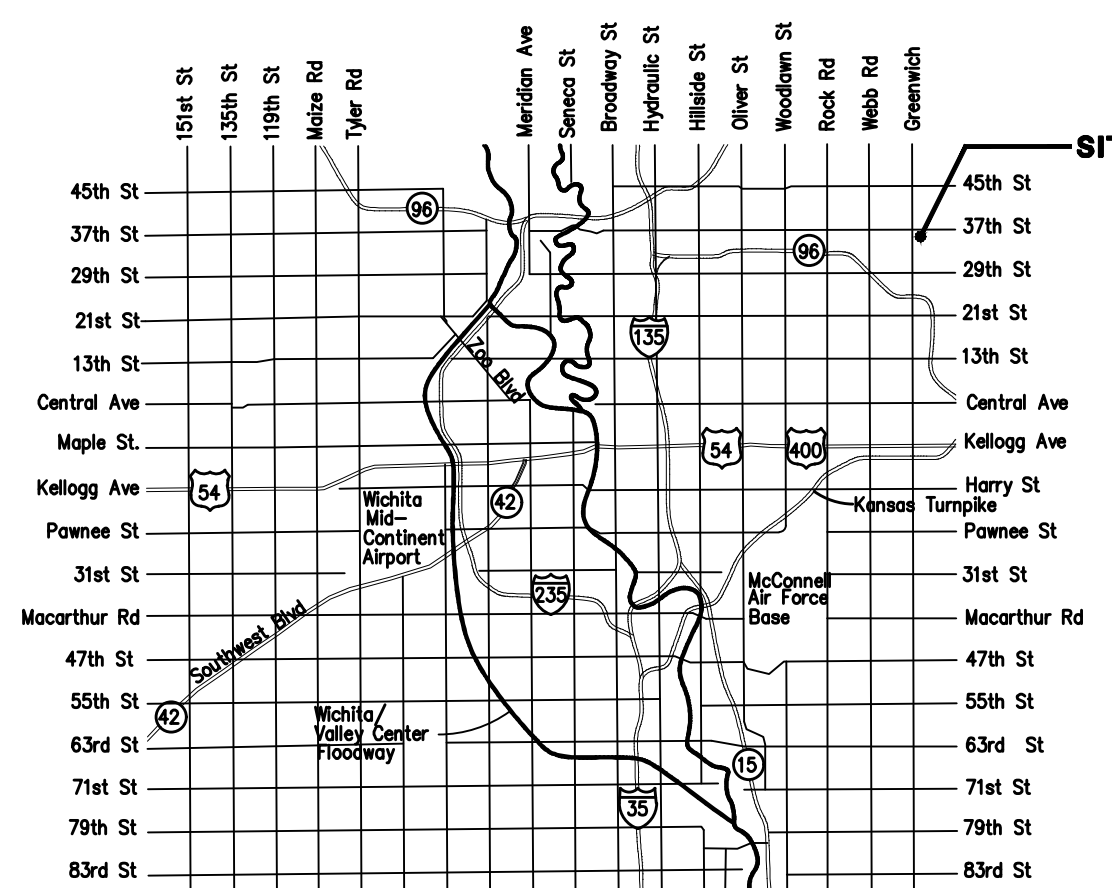 151st St
135th St
119th St
Maize Rd
Tyler Rd
Meridian Ave
Seneca St
Broadway St
Hydraulic St
Hillside St
Oliver St
Woodlawn St
Rock Rd
Webb Rd
Greenwich
SIT
45th St
96
45th St
37th St
37th St
96
29th St
29th St
21st St
21st St
135
13th St
Zoo Blvd
13th St
Central Ave
Central Ave
Maple St.
54
400
Kellogg Ave
Kellogg Ave
54
Harry St
Wichita
Mid-
Continent
Airport
42
Kansas Turnpike
Pawnee St
Pawnee St
31st St
31st St
235
McConnell
Air Force
Base
Macarthur Rd
Macarthur Rd
Southwest Blvd
47th St
47th St
55th St
55th St
42
Wichita/
Valley Center
Floodway
63rd St
63rd St
15
71st St
71st St
35
79th St
79th St
83rd St
83rd St